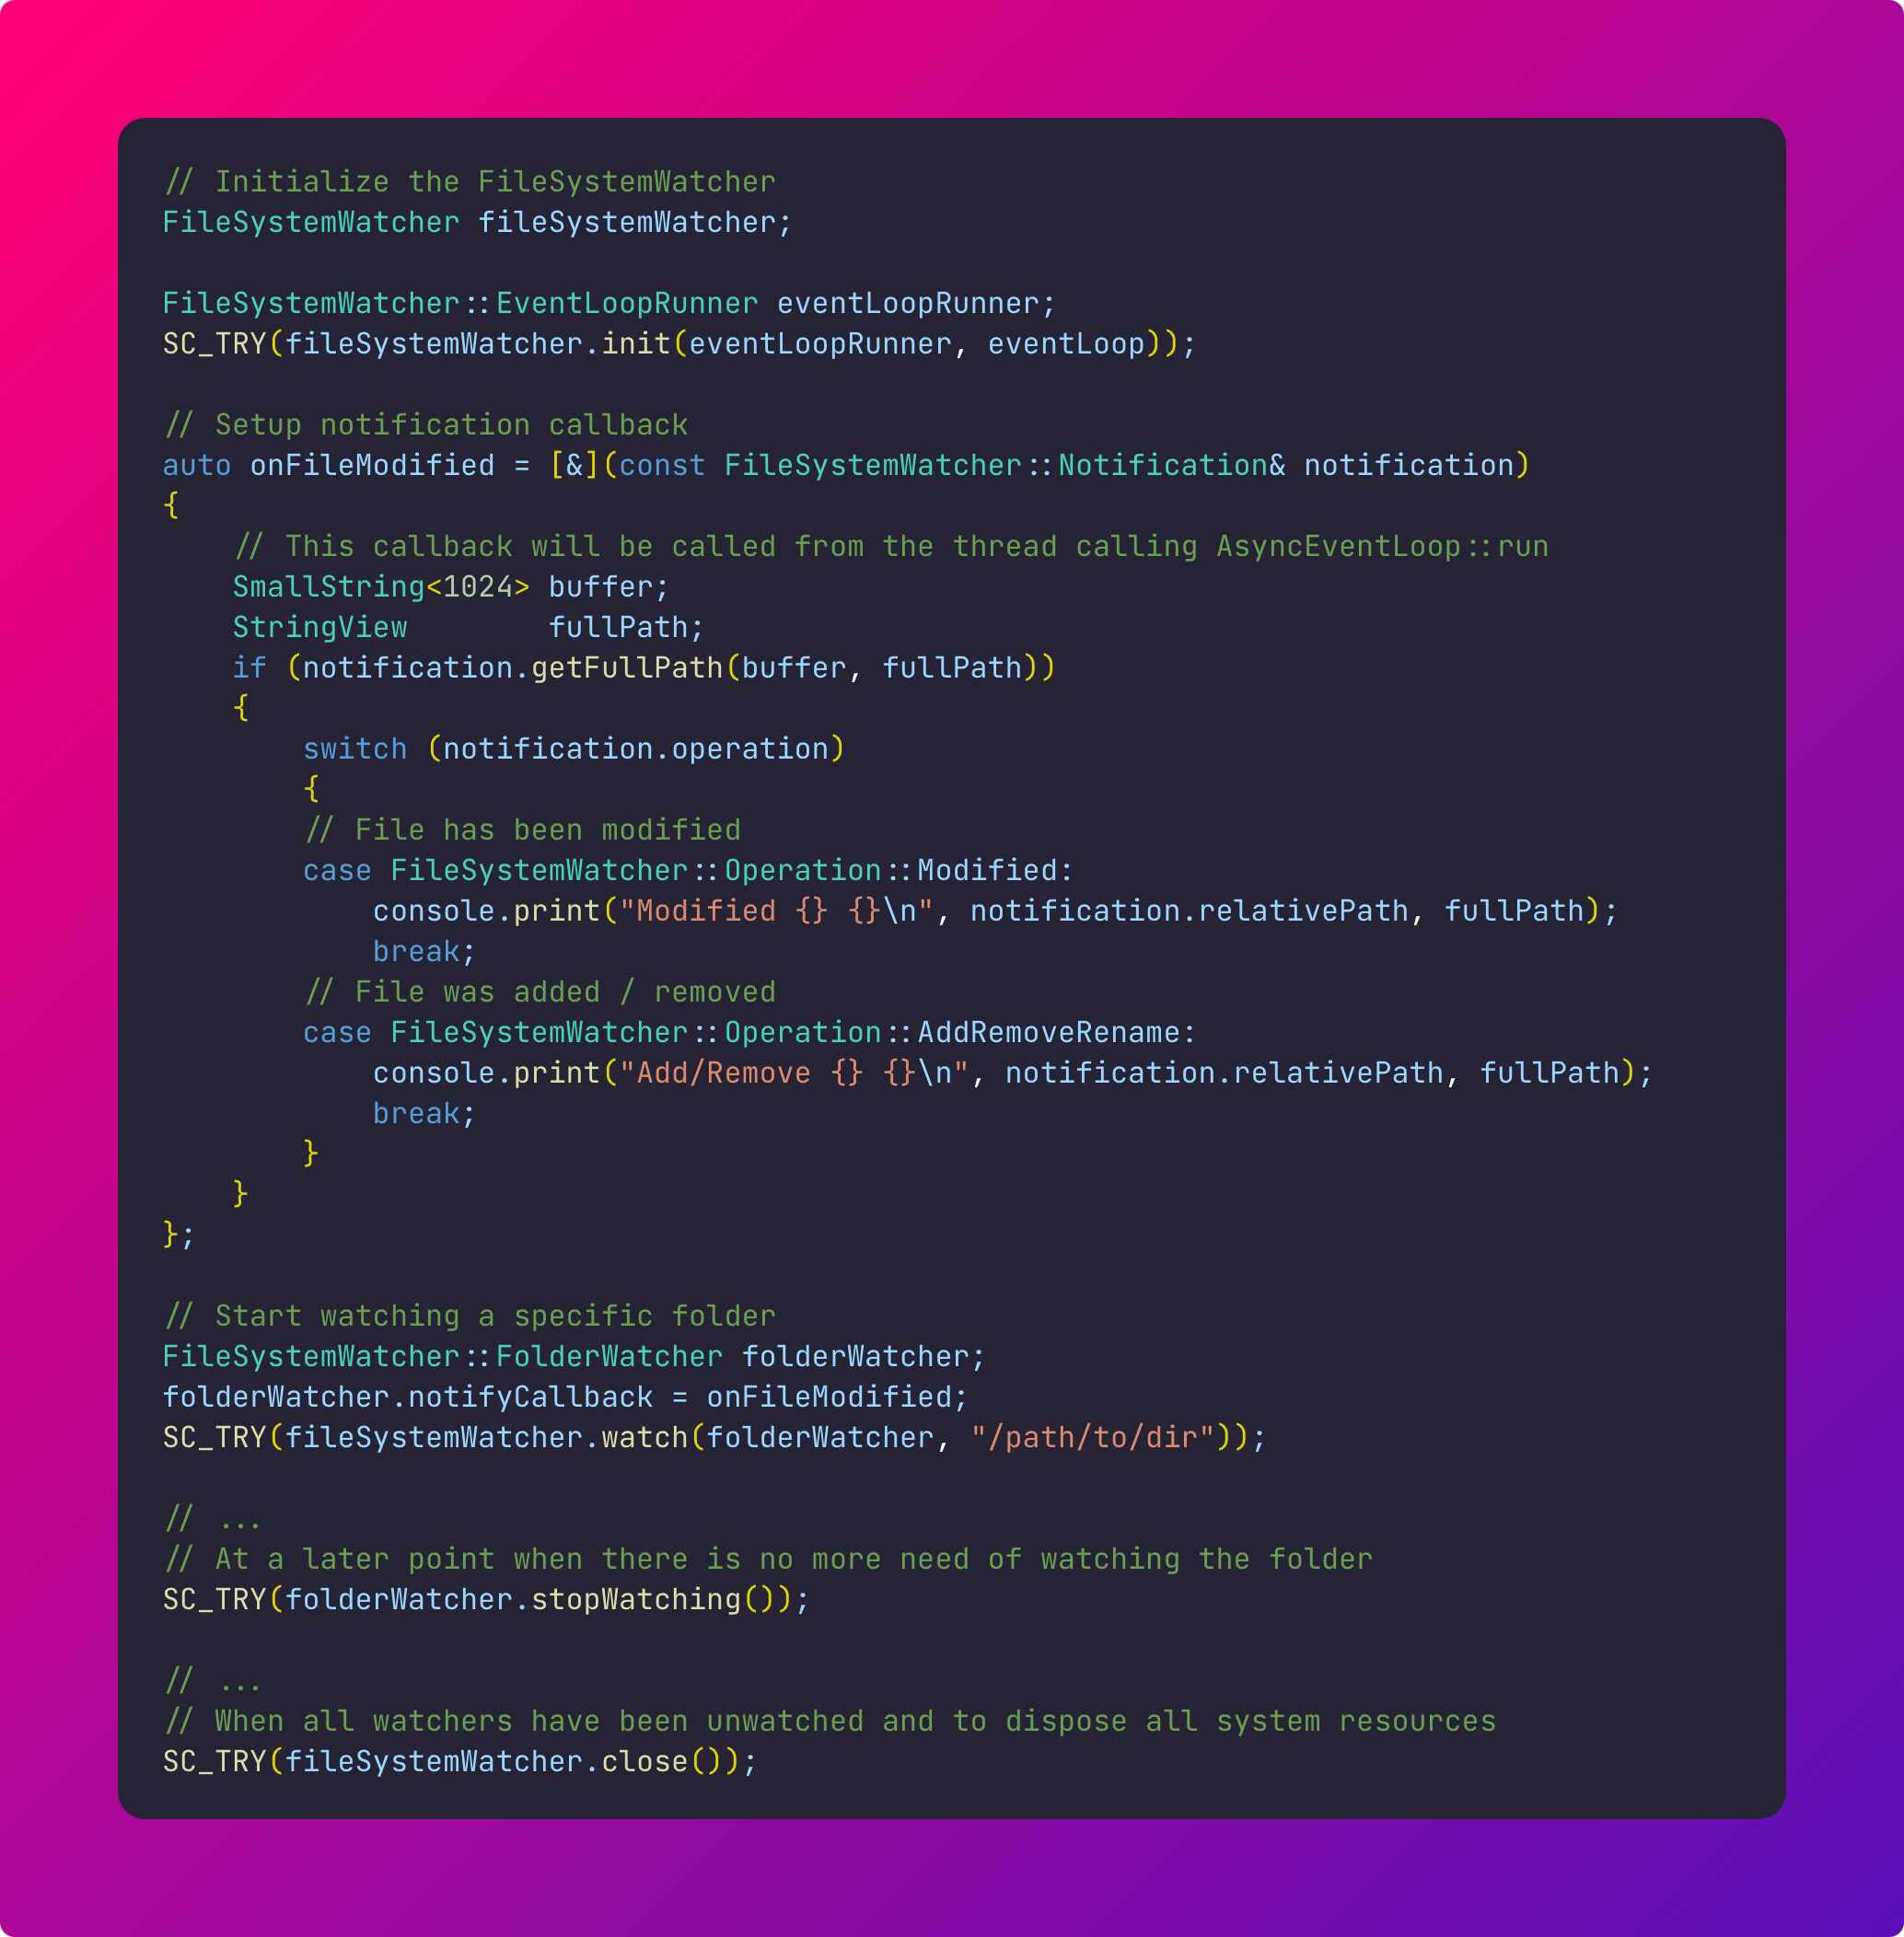 // Initialize the FileSystemWatcher
FileSystemWatcher fileSystemWatcher;

FileSystemWatcher::EventLoopRunner eventLoopRunner;
SC_TRY(fileSystemWatcher.init(eventLoopRunner, eventLoop));

// Setup notification callback
auto onFileModified = [&](const FileSystemWatcher::Notification& notification)
{
    // This callback will be called from the thread calling AsyncEventLoop::run
    SmallString<1024> buffer;
    StringView        fullPath;
    if (notification.getFullPath(buffer, fullPath))
    {
        switch (notification.operation)
        {
        // File has been modified
        case FileSystemWatcher::Operation::Modified:
            console.print("Modified {} {}\n", notification.relativePath, fullPath);
            break;
        // File was added / removed
        case FileSystemWatcher::Operation::AddRemoveRename:
            console.print("Add/Remove {} {}\n", notification.relativePath, fullPath);
            break;
        }
    }
};

// Start watching a specific folder
FileSystemWatcher::FolderWatcher folderWatcher;
folderWatcher.notifyCallback = onFileModified;
SC_TRY(fileSystemWatcher.watch(folderWatcher, "/path/to/dir"));

// ...
// At a later point when there is no more need of watching the folder
SC_TRY(folderWatcher.stopWatching());

// ...
// When all watchers have been unwatched and to dispose all system resources
SC_TRY(fileSystemWatcher.close());